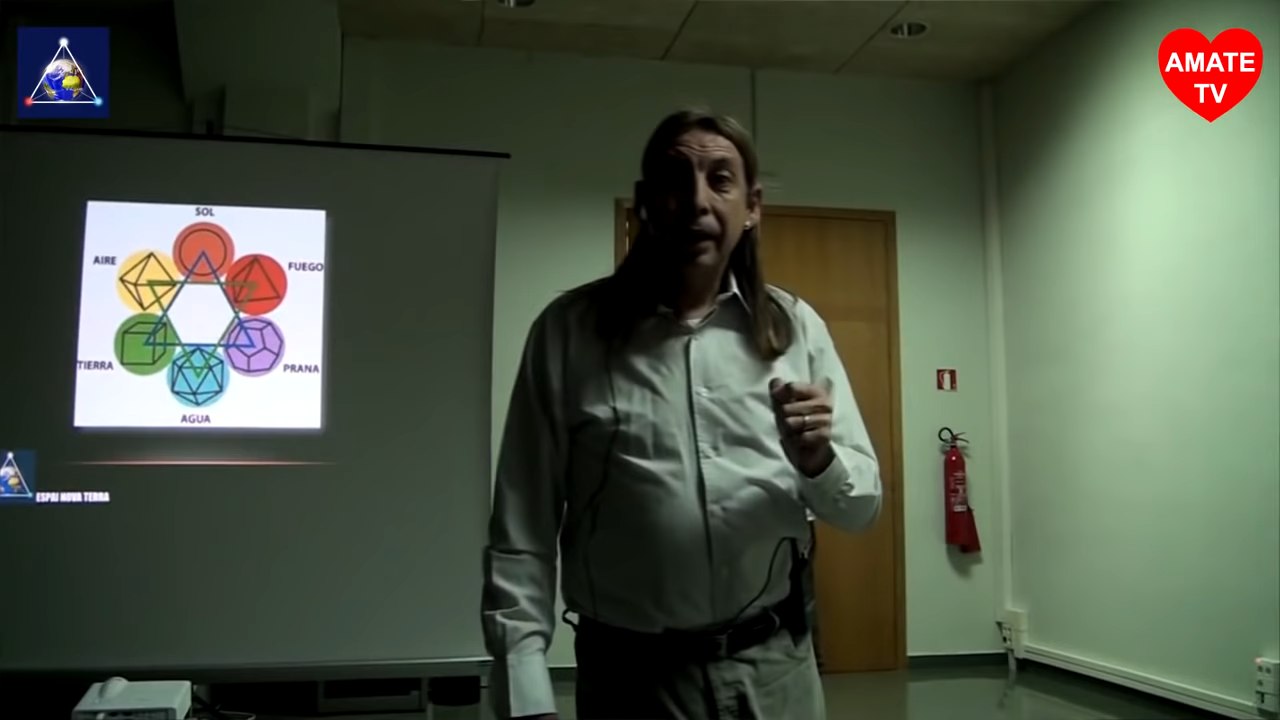 AMATE
TV
SOL
AIRE
FUEGO
TIERRA
PRANA
AGUA
ESPAI NOVA TERRA